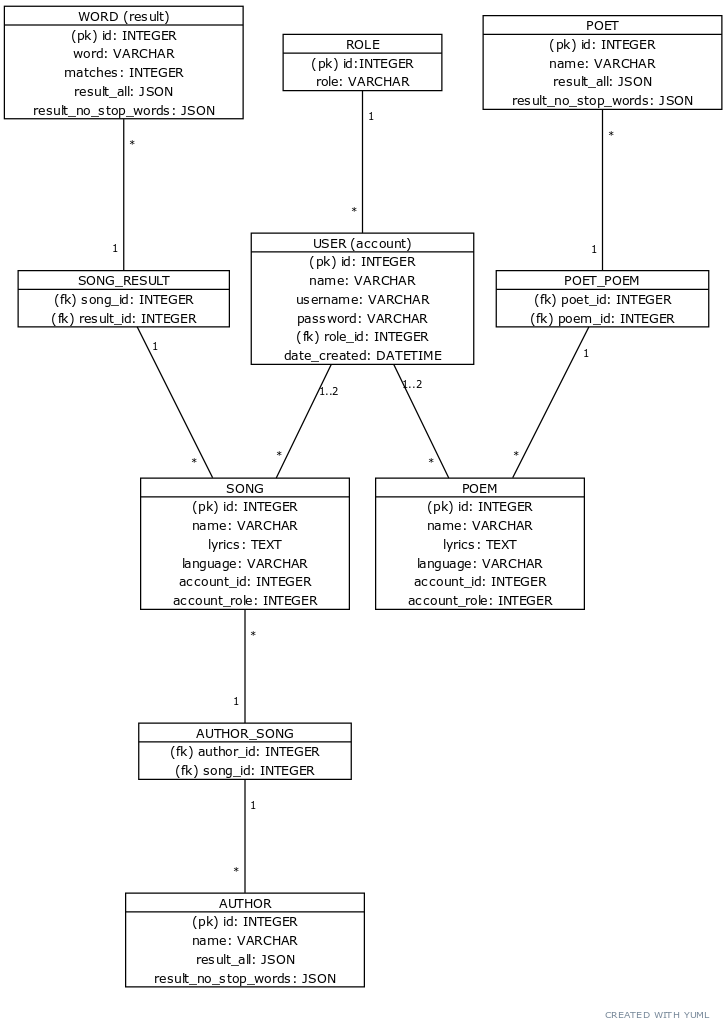 WORD (result)
(pk) id: INTEGER
word: VARCHAR
matches: INTEGER
result_all: JSON
result_no_stop_words: JSON
ROLE
(pk) id:INTEGER
role: VARCHAR
POET
(pk) id: INTEGER
name: VARCHAR
result_all: JSON
result_no_stop_words: JSON
*
1
1
*
*
1
SONG_RESULT
(fk) song_id: INTEGER
(fk) result_id: INTEGER
USER (account)
(pk) id: INTEGER
name: VARCHAR
username: VARCHAR
password: VARCHAR
(fk) role_id: INTEGER
date_created: DATETIME
POET_POEM
(fk) poet_id: INTEGER
(fk) poem_id: INTEGER
1
*
1..2
*
1..2
*
1
*
SONG
(pk) id: INTEGER
name: VARCHAR
lyrics: TEXT
language: VARCHAR
account_id: INTEGER
account_role: INTEGER
POEM
(pk) id: INTEGER
name: VARCHAR
lyrics: TEXT
language: VARCHAR
account_id: INTEGER
account_role: INTEGER
*
1
AUTHOR_SONG
(fk) author_id: INTEGER
(fk) song_id: INTEGER
1
*
AUTHOR
(pk) id: INTEGER
name: VARCHAR
result_all: JSON
result_no_stop_words: JSON
CREATED WITH YUML